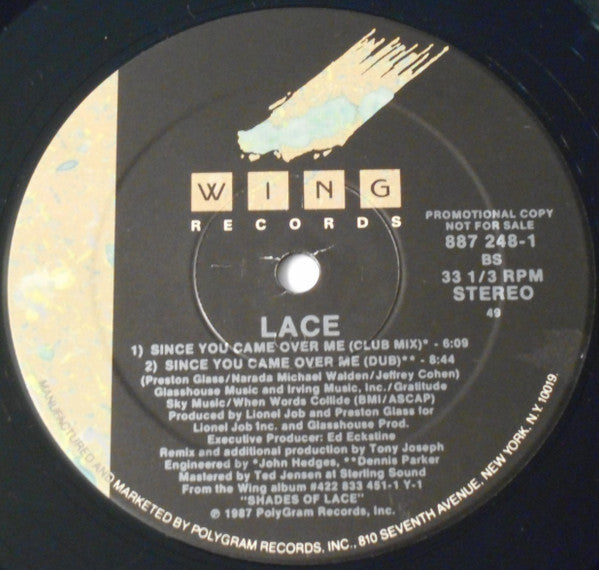 WING
RECORDS
PROMOTIONAL COPY
NOT FOR SALE
887 248-1
BS
33 1/3 RPM
STEREO
49
LACE
1) SINCE YOU CAME OVER ME (CLUB MIX)* - 6:09
2) SINCE YOU CAME OVER ME (DUB)** - 8:44
(Preston Glass/Narada Michael Walden/Jeffrey Cohen)
Glasshouse Music and Irving Music, Inc./Gratitude
Sky Music/When Words Collide (BMI/ASCAP)
Produced by Lionel Job and Preston Glass for
Lionel Job Inc. and Glasshouse Prod.
Executive Producer: Ed Eckstine
Remix and additional production by Tony Joseph
Engineered by *John Hedges, **Dennis Parker
Mastered by Ted Jensen at Sterling Sound
From the Wing album #422 833 451-1 Y-1
"SHADES OF LACE"
℗ 1987 PolyGram Records, Inc.
MANUFACTURED AND MARKETED BY POLYGRAM RECORDS, INC., 810 SEVENTH AVENUE, NEW YORK, N.Y. 10019.